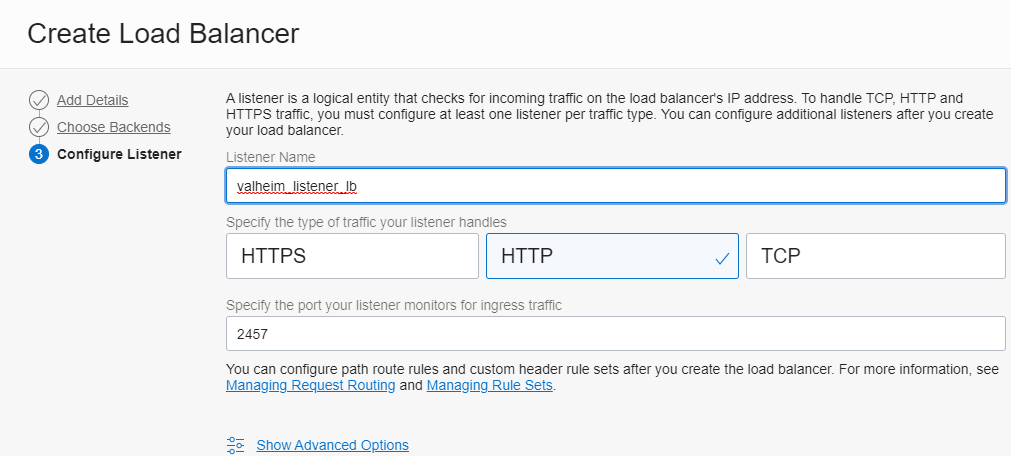 Create Load Balancer
Add Details
Choose Backends
3 Configure Listener
A listener is a logical entity that checks for incoming traffic on the load balancer's IP address. To handle TCP, HTTP and
HTTPS traffic, you must configure at least one listener per traffic type. You can configure additional listeners after you create
your load balancer.
Listener Name
valheim_listener_lb
Specify the type of traffic your listener handles
HTTPS HTTP TCP
Specify the port your listener monitors for ingress traffic
2457
You can configure path route rules and custom header rule sets after you create the load balancer. For more information, see
Managing Request Routing and Managing Rule Sets.
Show Advanced Options